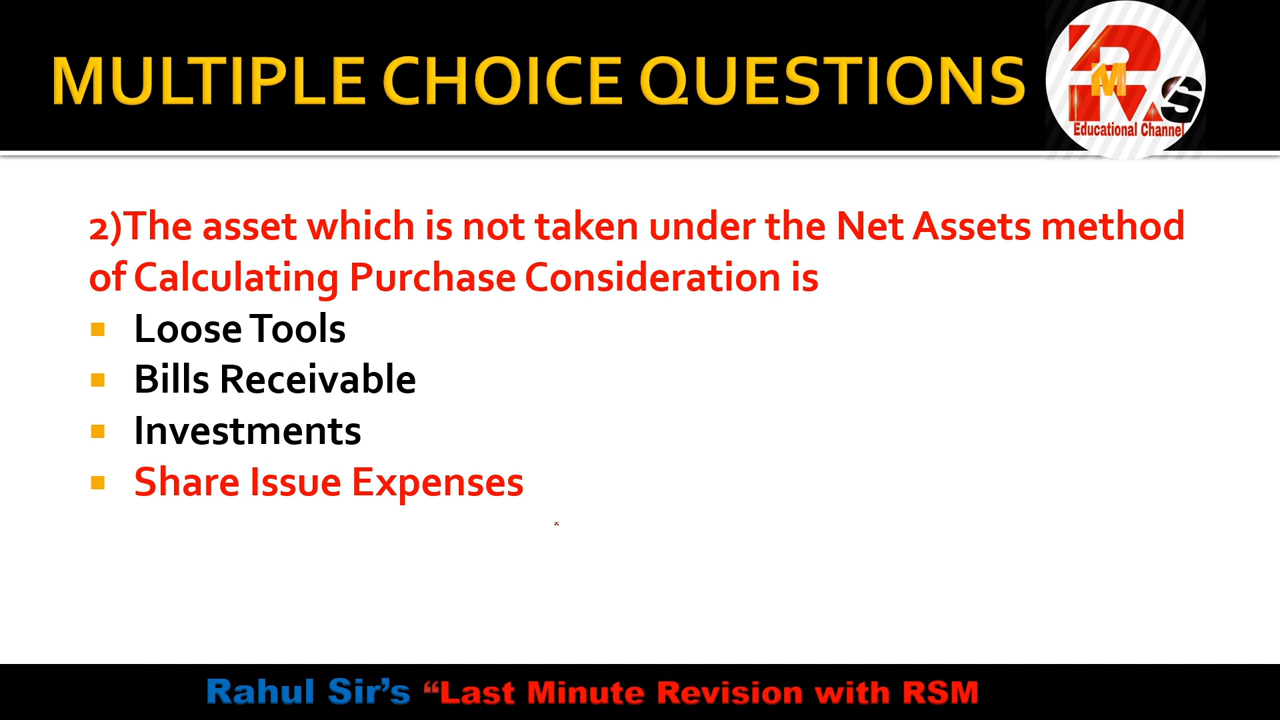 MULTIPLE CHOICE QUESTIONS
RMS
Educational Channel
2)The asset which is not taken under the Net Assets method
of Calculating Purchase Consideration is
Loose Tools
Bills Receivable
Investments
Share Issue Expenses
Rahul Sir's “Last Minute Revision with RSM